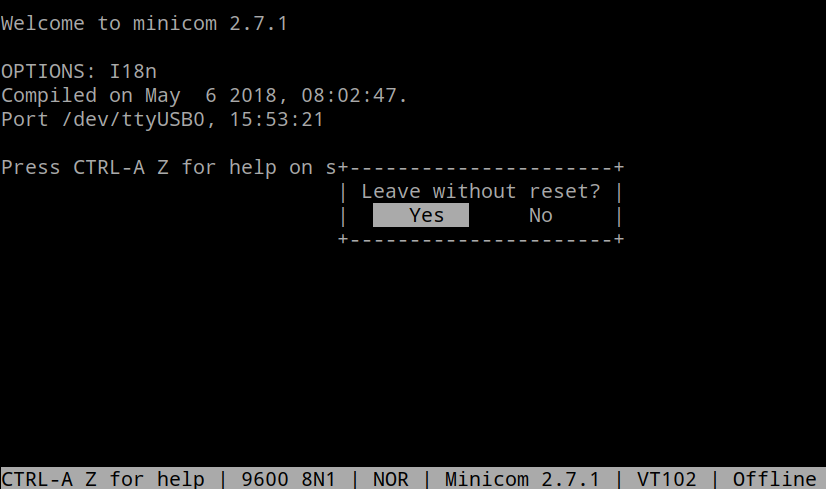 Welcome to minicom 2.7.1
OPTIONS: I18n
Compiled on May  6 2018, 08:02:47.
Port /dev/ttyUSB0, 15:53:21
Press CTRL-A Z for help on s+----------------------+
| Leave without reset? |
|     Yes       No     |
+----------------------+
CTRL-A Z for help | 9600 8N1 | NOR | Minicom 2.7.1 | VT102 | Offline